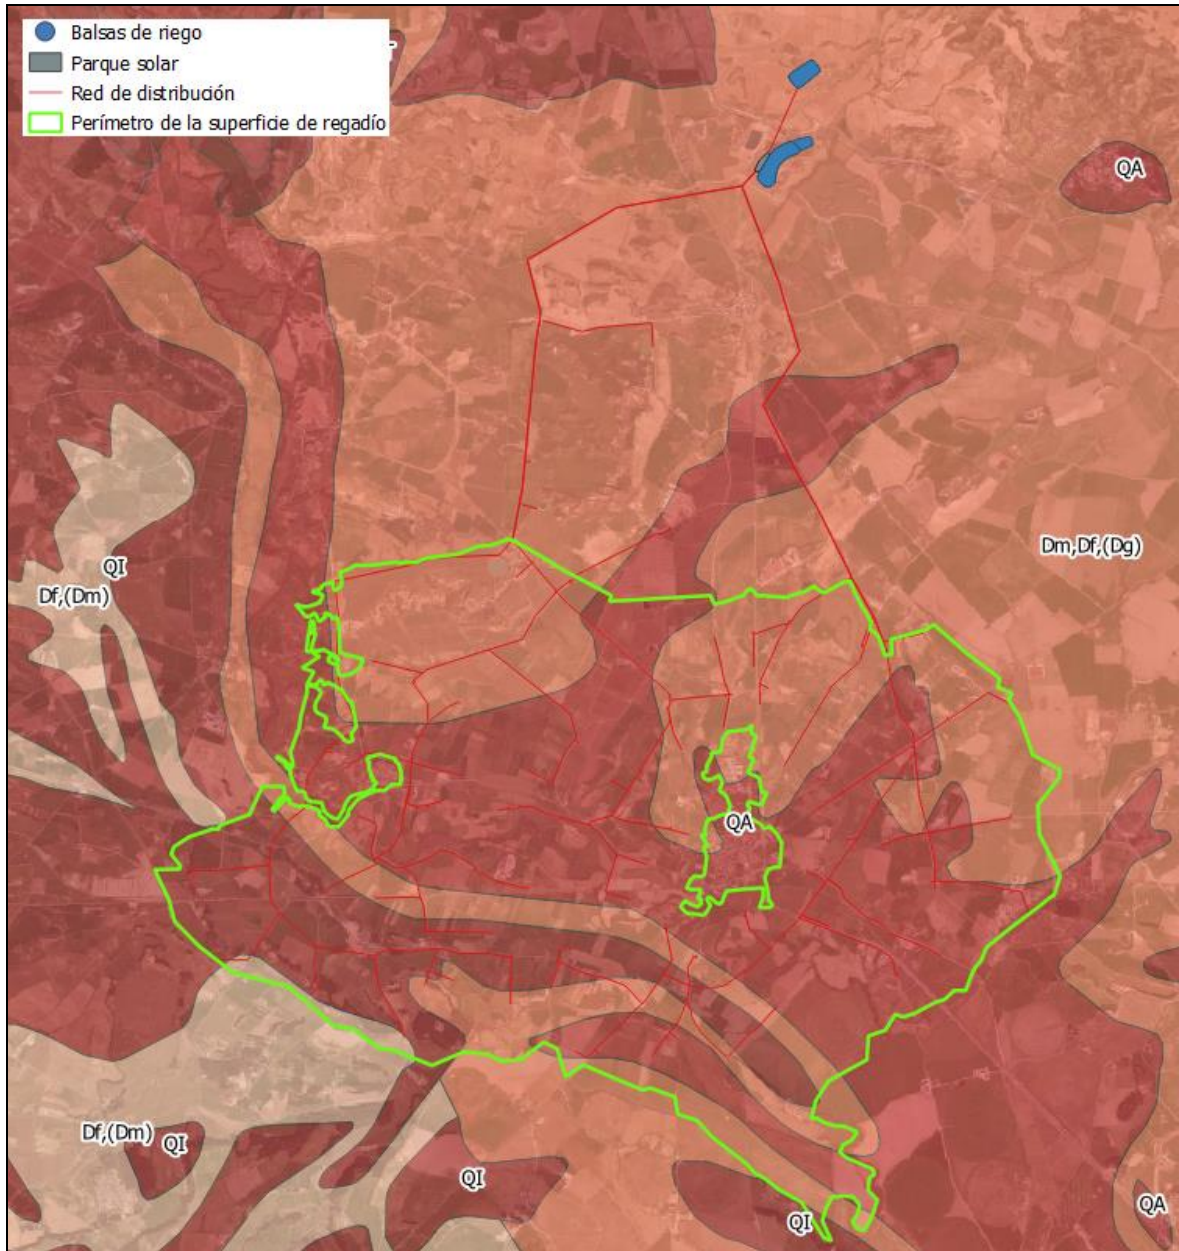 Balsas de riego
Parque solar
Red de distribución
Perímetro de la superficie de regadío
QA
Dm,Df,(Dg)
QI
Df,(Dm)
QA
Df,(Dm)
QI
QI
QA
QI